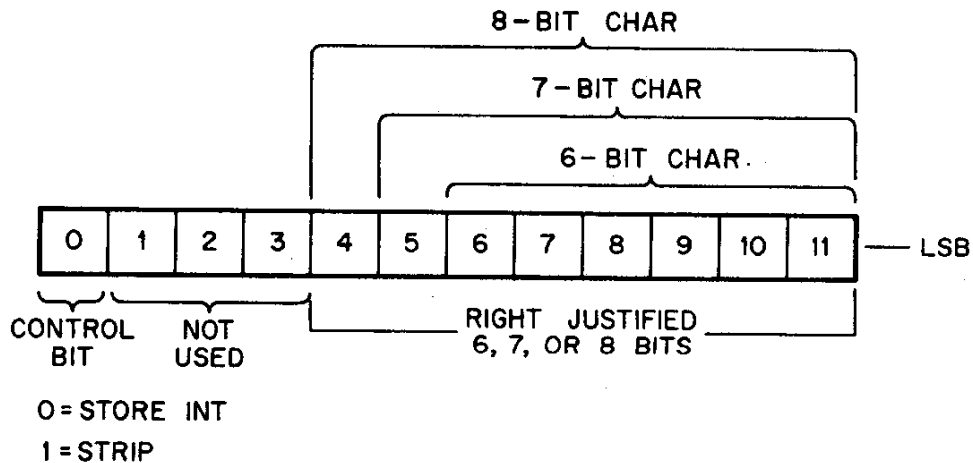 8-BIT CHAR
7-BIT CHAR
6-BIT CHAR.
0 1 2 3 4 5 6 7 8 9 10 11 LSB
CONTROL BIT
NOT USED
RIGHT JUSTIFIED
6, 7, OR 8 BITS
0 = STORE INT
1 = STRIP